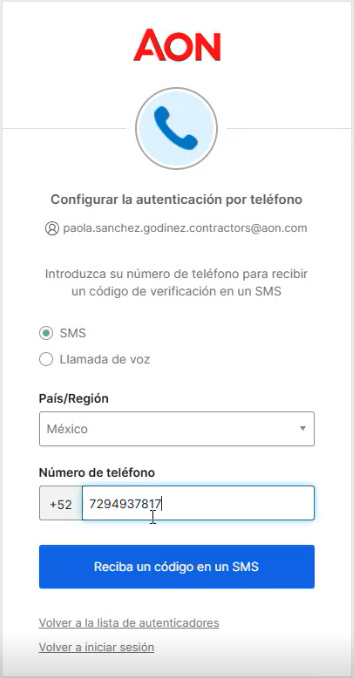 AON
Configurar la autenticación por teléfono
paola.sanchez.godinez.contractors@aon.com
Introduzca su número de teléfono para recibir
un código de verificación en un SMS
SMS
Llamada de voz
País/Región
México
Número de teléfono
+52 7294937817
Reciba un código en un SMS
Volver a la lista de autenticadores
Volver a iniciar sesión